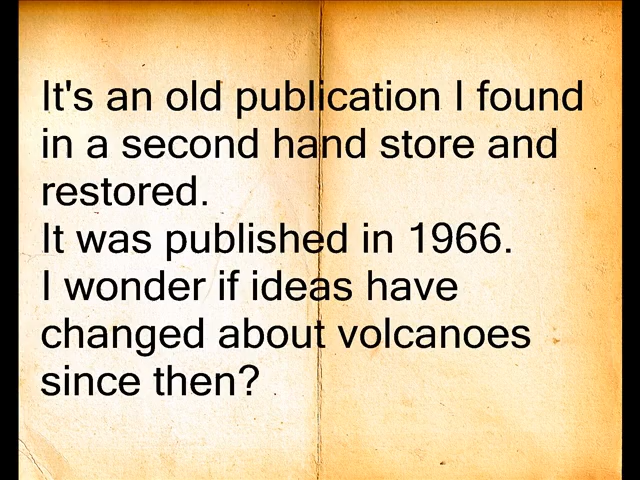 It's an old publication I found
in a second hand store and
restored.
It was published in 1966.
I wonder if ideas have
changed about volcanoes
since then?